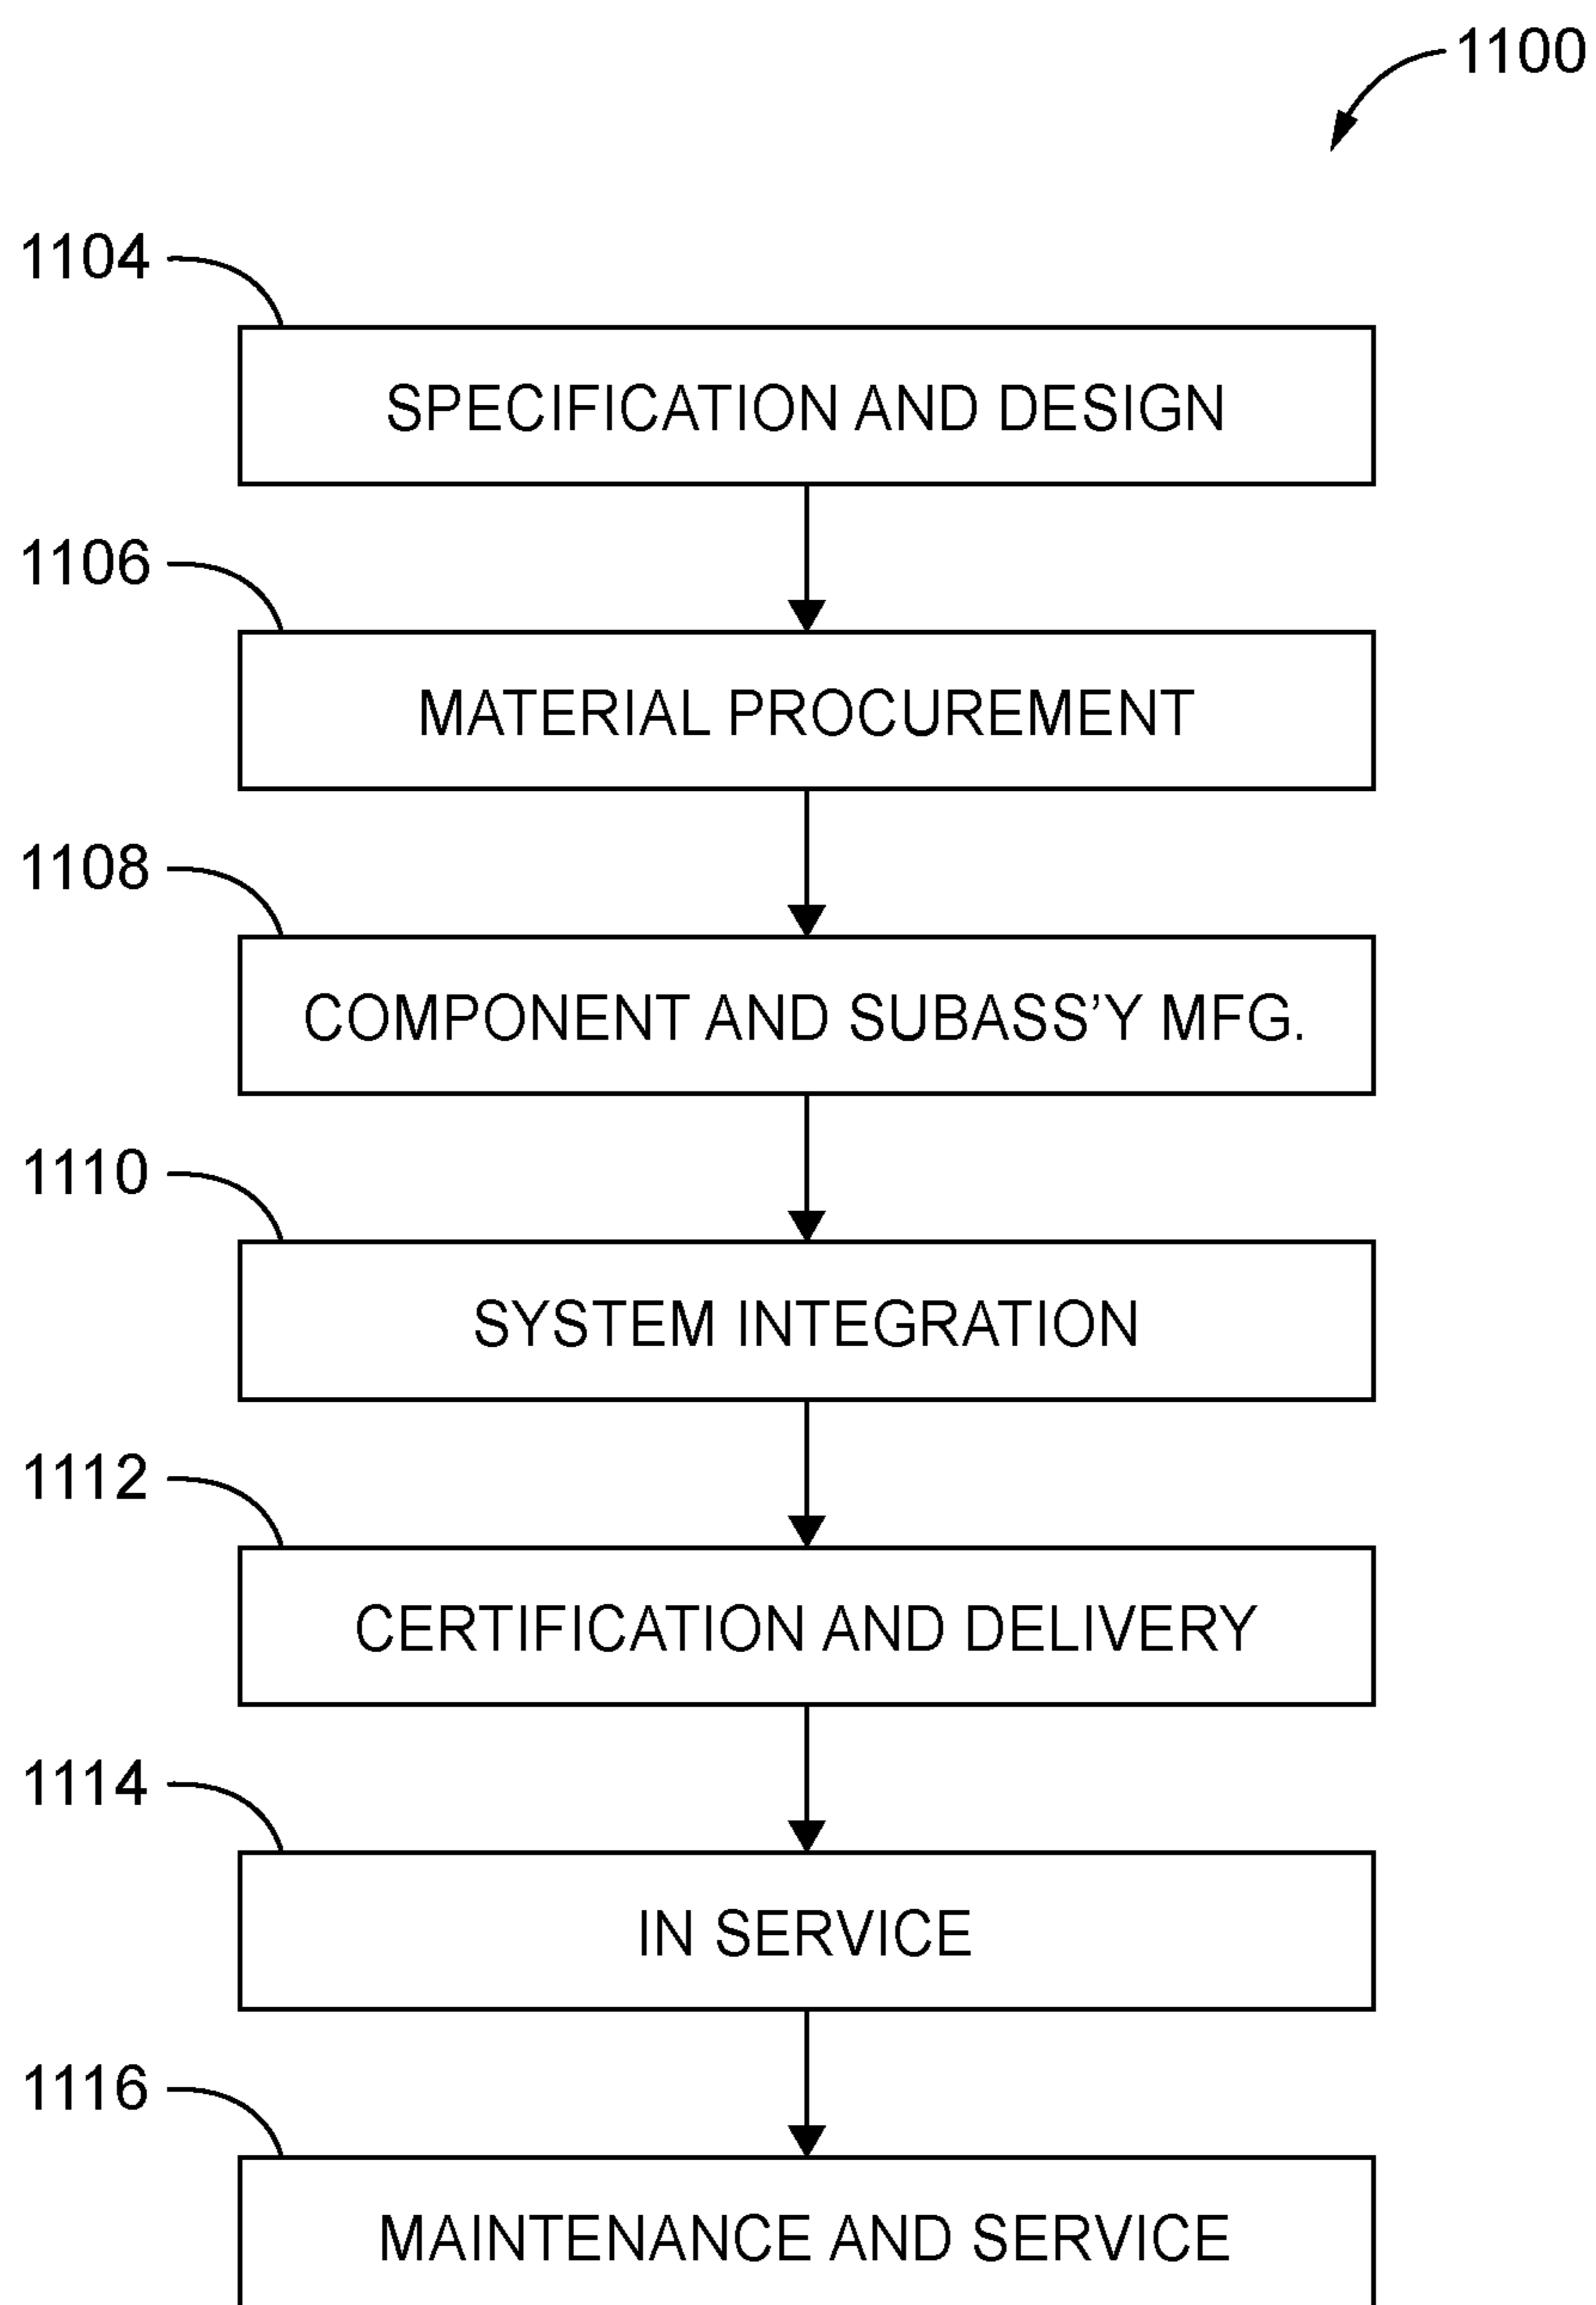 1100
1104
SPECIFICATION AND DESIGN
1106
MATERIAL PROCUREMENT
1108
COMPONENT AND SUBASS'Y MFG.
1110
SYSTEM INTEGRATION
1112
CERTIFICATION AND DELIVERY
1114
IN SERVICE
1116
MAINTENANCE AND SERVICE